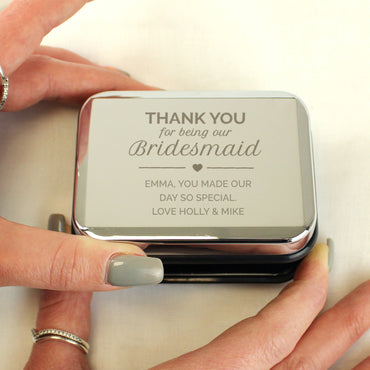 THANK YOU
for being our
Bridesmaid
EMMA, YOU MADE OUR
DAY SO SPECIAL.
LOVE HOLLY & MIKE